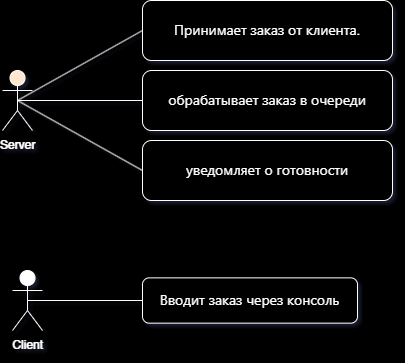 Принимает заказ от клиента.
обрабатывает заказ в очереди
Server
уведомляет о готовности
Вводит заказ через консоль
Client